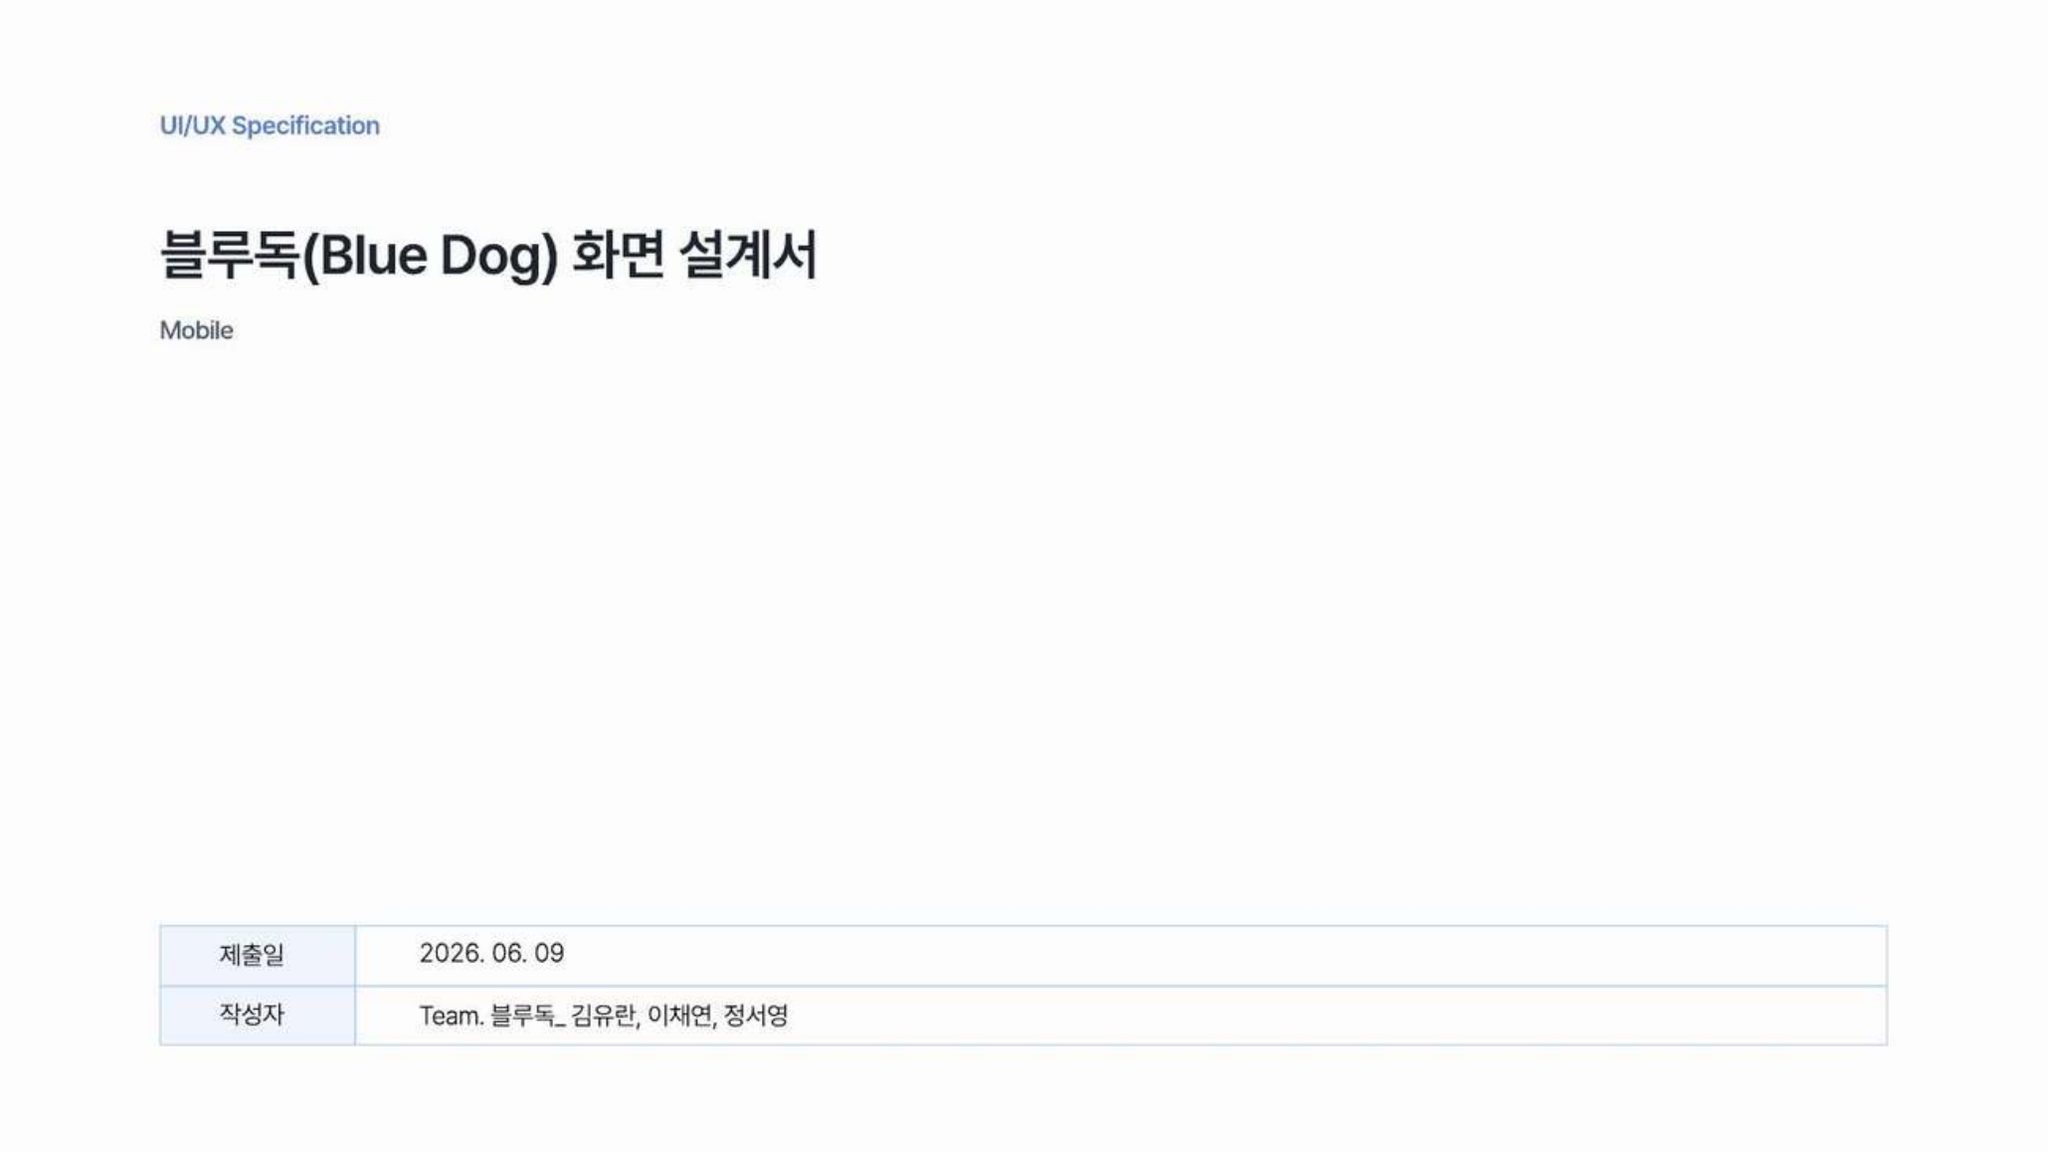 UI/UX Specification
블루독(Blue Dog) 화면 설계서
Mobile
제출일 2026. 06. 09
작성자 Team. 블루독_ 김유란, 이채연, 정서영